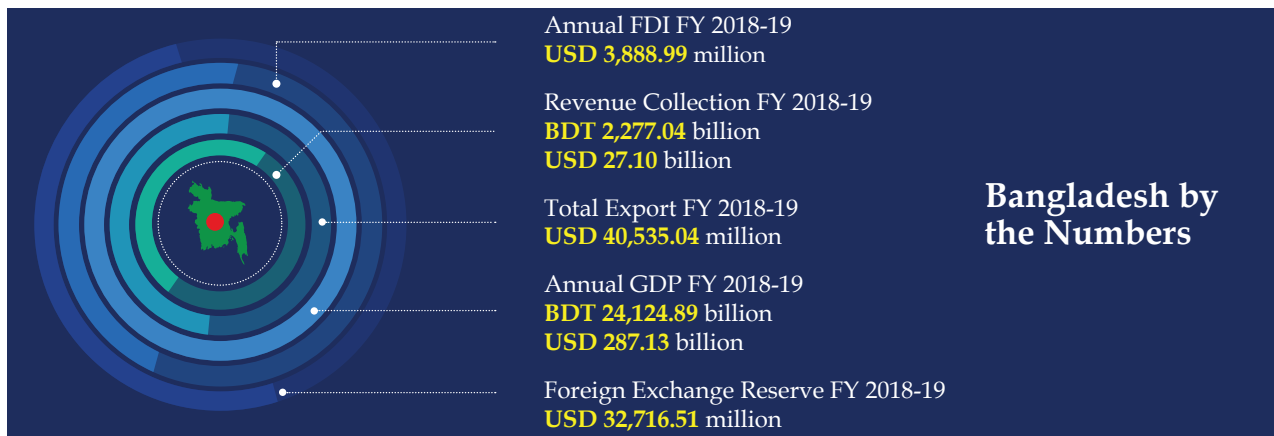 Annual FDI FY 2018-19
USD 3,888.99 million
Revenue Collection FY 2018-19
BDT 2,277.04 billion
USD 27.10 billion
Total Export FY 2018-19
USD 40,535.04 million
Annual GDP FY 2018-19
BDT 24,124.89 billion
USD 287.13 billion
Foreign Exchange Reserve FY 2018-19
USD 32,716.51 million
Bangladesh by
the Numbers